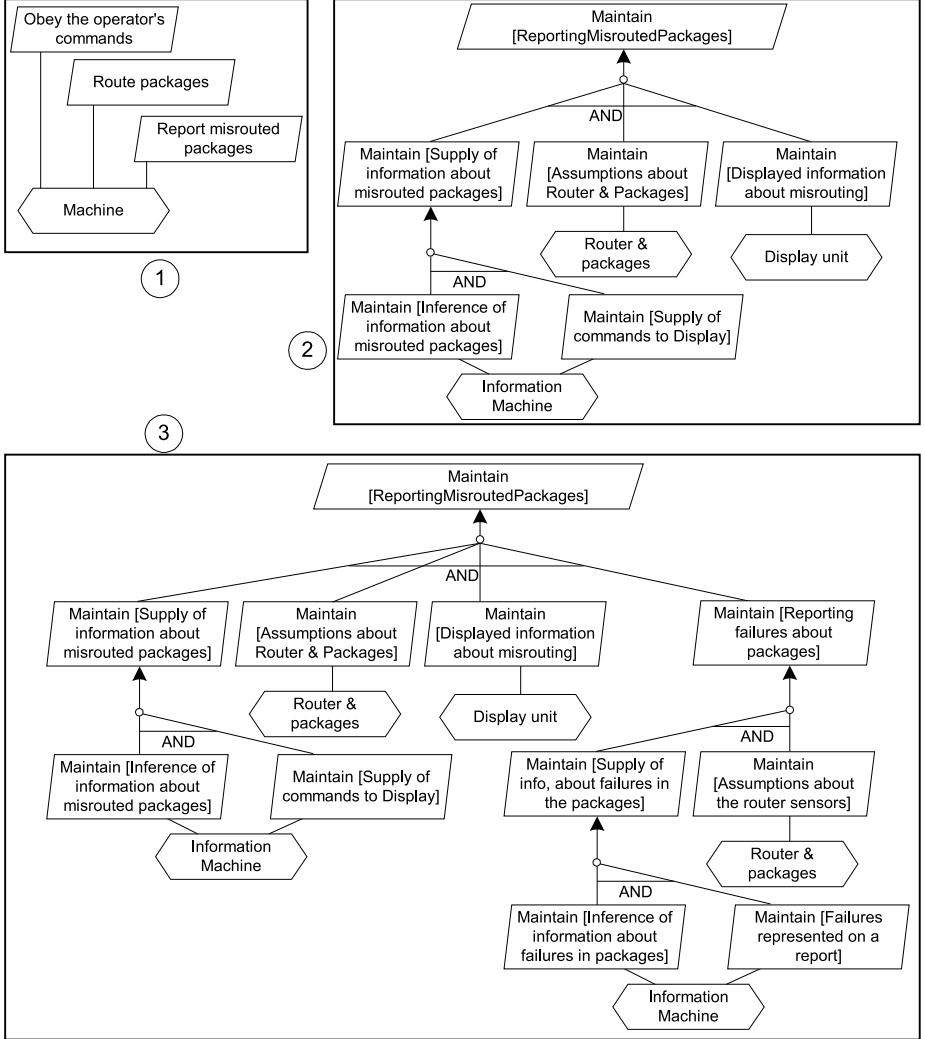 Obey the operator's
commands
Route packages
Report misrouted
packages
Machine
1
Maintain
[ReportingMisroutedPackages]
AND
Maintain [Supply of
information about
misrouted packages]
Maintain
[Assumptions about
Router & Packages]
Maintain
[Displayed information
about misrouting]
Router &
packages
Display unit
AND
Maintain [Inference of
information about
misrouted packages]
Maintain [Supply of
commands to Display]
Information
Machine
2
3
Maintain
[ReportingMisroutedPackages]
AND
Maintain [Supply of
information about
misrouted packages]
Maintain
[Assumptions about
Router & Packages]
Maintain
[Displayed information
about misrouting]
Maintain [Reporting
failures about
packages]
Router &
packages
Display unit
AND
Maintain [Inference of
information about
misrouted packages]
Maintain [Supply of
commands to Display]
Information
Machine
AND
Maintain [Supply of
info, about failures in
the packages]
Maintain
[Assumptions about
the router sensors]
Router &
packages
AND
Maintain [Inference of
information about
failures in packages]
Maintain [Failures
represented on a
report]
Information
Machine